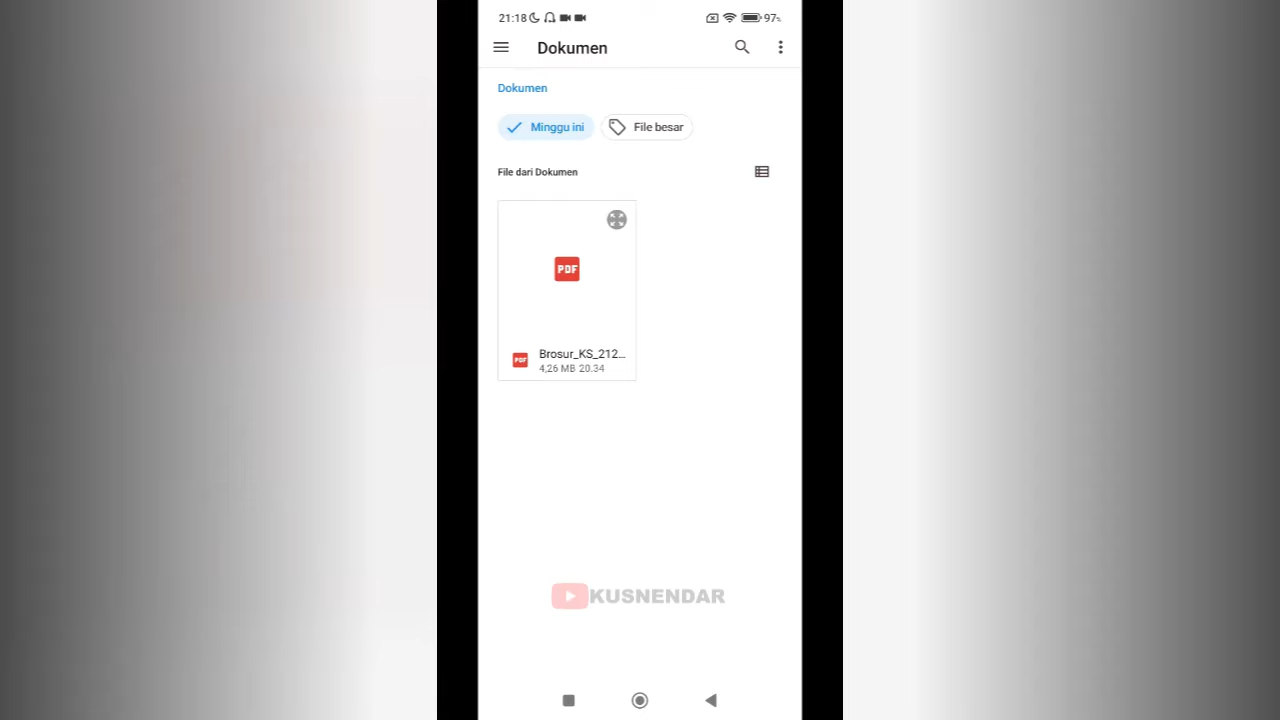 21:18 97%
Dokumen
Dokumen
Minggu ini File besar
File dari Dokumen
PDF
PDF Brosur_KS_212...
4,26 MB 20.34
KUSNENDAR